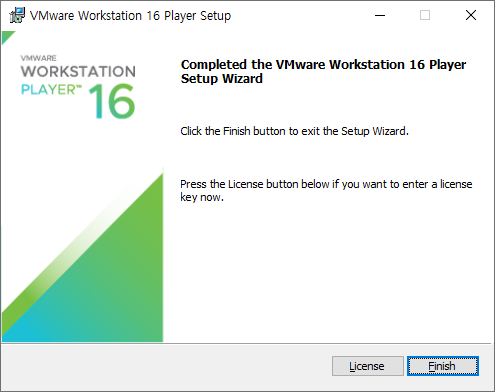 VMware Workstation 16 Player Setup
VMWARE
WORKSTATION
PLAYER™ 16
Completed the VMware Workstation 16 Player
Setup Wizard
Click the Finish button to exit the Setup Wizard.
Press the License button below if you want to enter a license
key now.
License
Finish